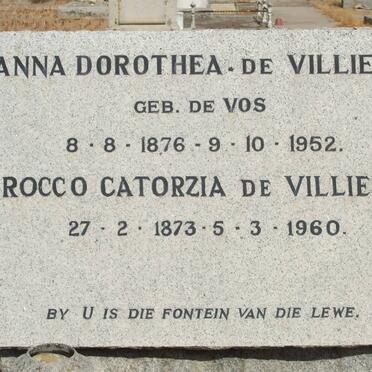 ANNA DOROTHEA · DE VILLIE
GEB. DE VOS
8 · 8 · 1876 - 9 · 10 · 1952.
ROCCO CATORZIA DE VILLIE
27 · 2 · 1873 · 5 · 3 · 1960.
BY U IS DIE FONTEIN VAN DIE LEWE.